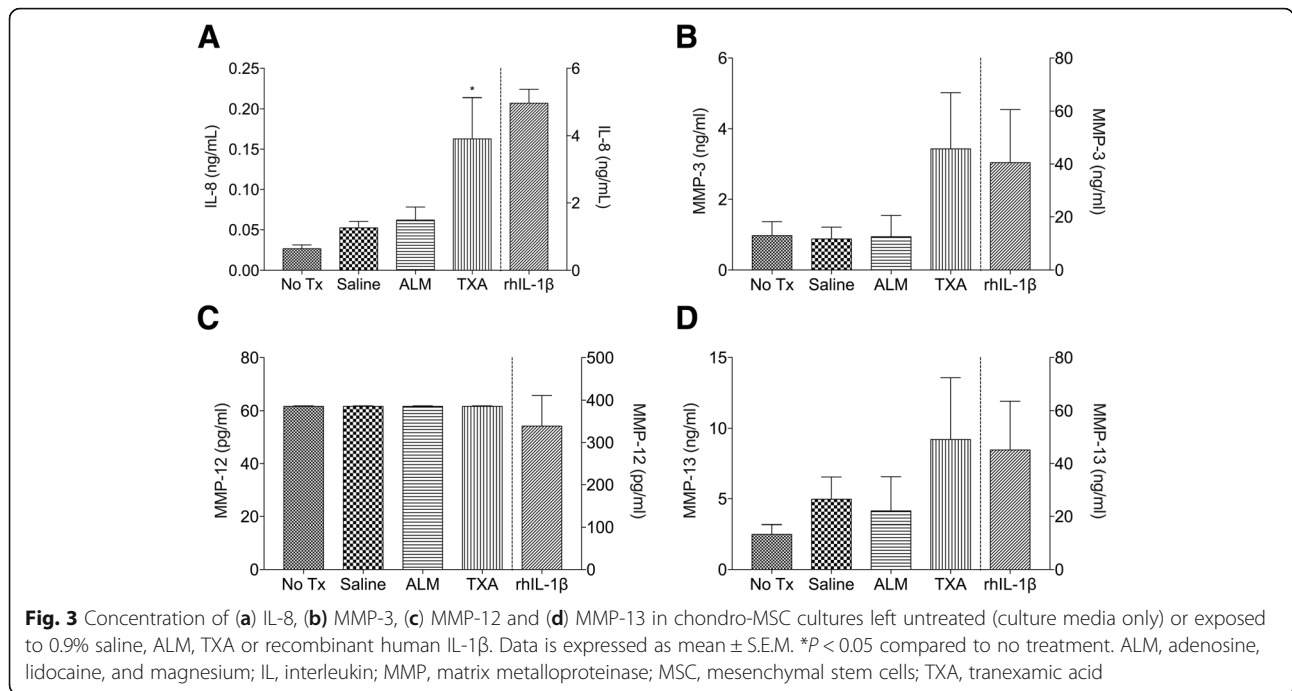 A
0.25
0.20
0.15
0.10
0.05
0.00
IL-8 (ng/mL)
*
6
4
2
0
IL-8 (ng/mL)
No Tx Saline ALM TXA rhIL-1β
B
6
4
2
0
MMP-3 (ng/ml)
80
60
40
20
0
MMP-3 (ng/ml)
No Tx Saline ALM TXA rhIL-1β
C
80
60
40
20
0
MMP-12 (pg/ml)
500
400
300
200
100
0
MMP-12 (pg/ml)
No Tx Saline ALM TXA rhIL-1β
D
15
10
5
0
MMP-13 (ng/ml)
80
60
40
20
0
MMP-13 (ng/ml)
No Tx Saline ALM TXA rhIL-1β
Fig. 3 Concentration of (a) IL-8, (b) MMP-3, (c) MMP-12 and (d) MMP-13 in chondro-MSC cultures left untreated (culture media only) or exposed
to 0.9% saline, ALM, TXA or recombinant human IL-1β. Data is expressed as mean ± S.E.M. *P < 0.05 compared to no treatment. ALM, adenosine,
lidocaine, and magnesium; IL, interleukin; MMP, matrix metalloproteinase; MSC, mesenchymal stem cells; TXA, tranexamic acid